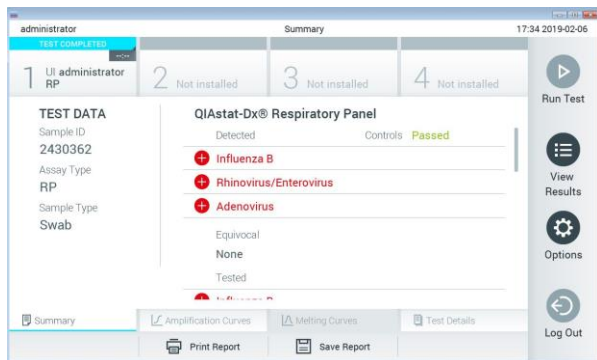 administrator Summary 17:34 2019-02-06
TEST COMPLETED
1 UI administrator
RP
2 Not installed
3 Not installed
4 Not installed
Run Test
View
Results
Options
Log Out
TEST DATA
Sample ID
2430362
Assay Type
RP
Sample Type
Swab
QIAstat-Dx® Respiratory Panel
Detected Controls Passed
Influenza B
Rhinovirus/Enterovirus
Adenovirus
Equivocal
None
Tested
Summary Amplification Curves Melting Curves Test Details
Print Report Save Report